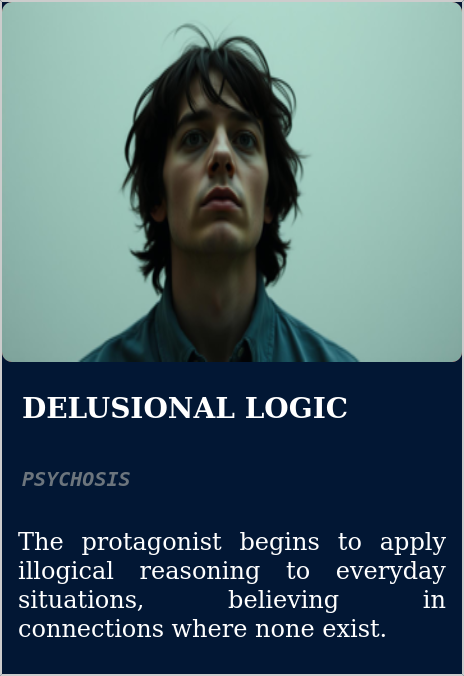 DELUSIONAL LOGIC
PSYCHOSIS
The protagonist begins to apply
illogical reasoning to everyday
situations, believing in
connections where none exist.